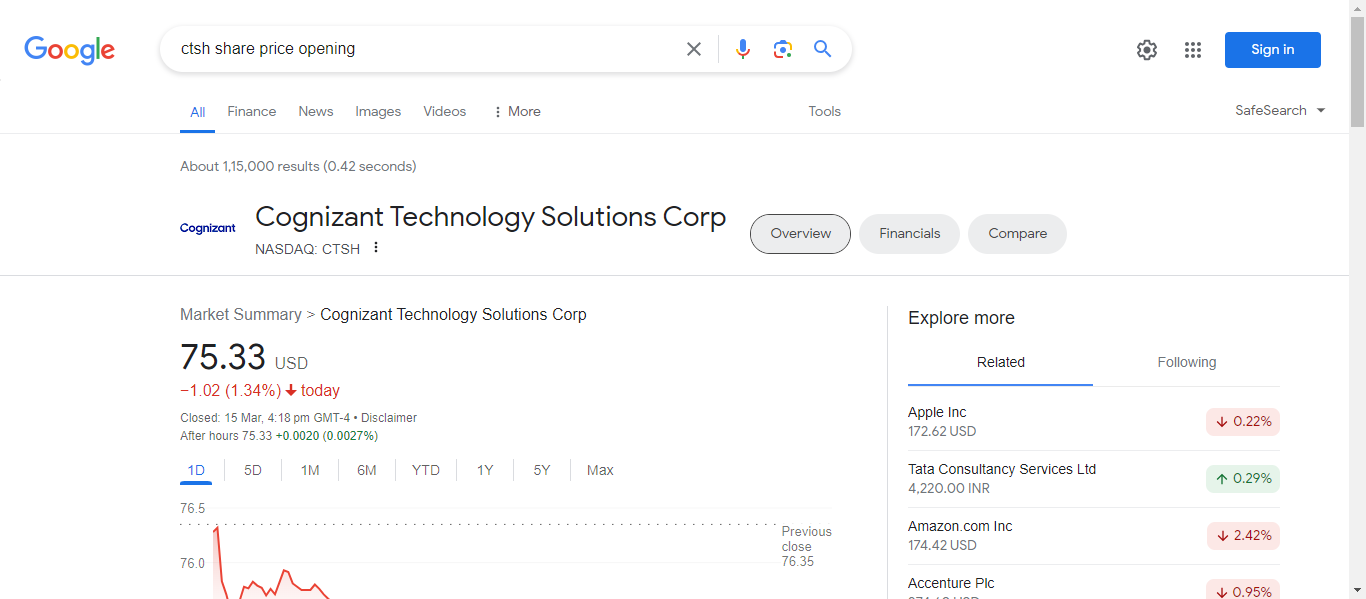 Google
ctsh share price opening
Sign in
All Finance News Images Videos More Tools SafeSearch
About 1,15,000 results (0.42 seconds)
Cognizant
Cognizant Technology Solutions Corp
NASDAQ: CTSH
Overview Financials Compare
Market Summary > Cognizant Technology Solutions Corp
75.33 USD
−1.02 (1.34%) today
Closed: 15 Mar, 4:18 pm GMT-4 • Disclaimer
After hours 75.33 +0.0020 (0.0027%)
1D 5D 1M 6M YTD 1Y 5Y Max
76.5
76.0
Previous
close
76.35
Explore more
Related Following
Apple Inc
172.62 USD
0.22%
Tata Consultancy Services Ltd
4,220.00 INR
0.29%
Amazon.com Inc
174.42 USD
2.42%
Accenture Plc
0.95%